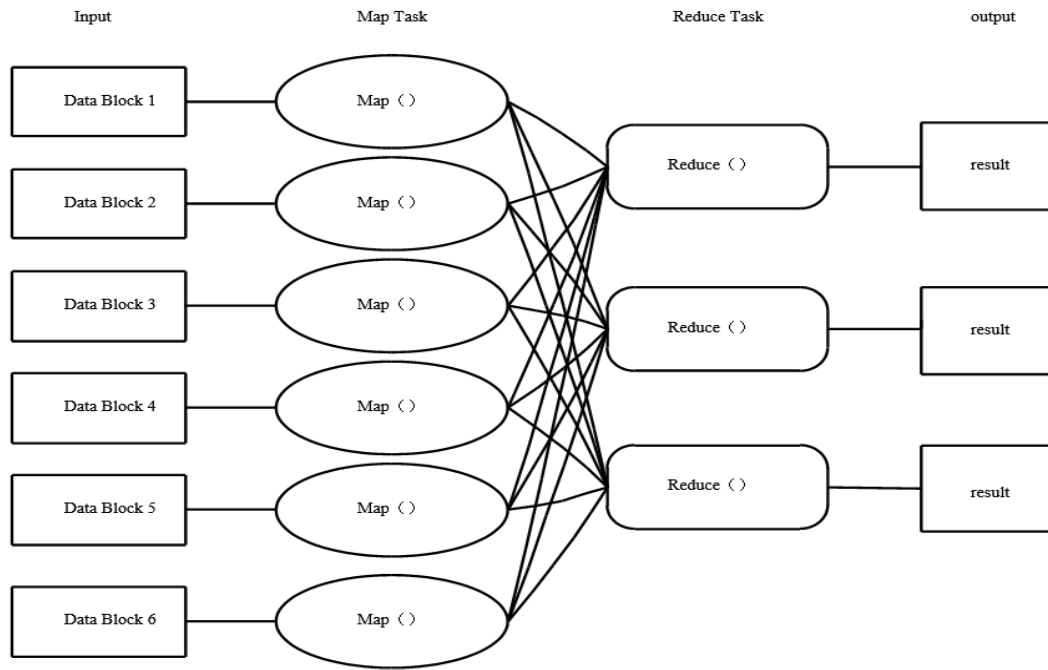 Input Map Task Reduce Task output
Data Block 1 Map（）
Reduce（） result
Data Block 2 Map（）
Data Block 3 Map（）
Reduce（） result
Data Block 4 Map（）
Reduce（） result
Data Block 5 Map（）
Data Block 6 Map（）